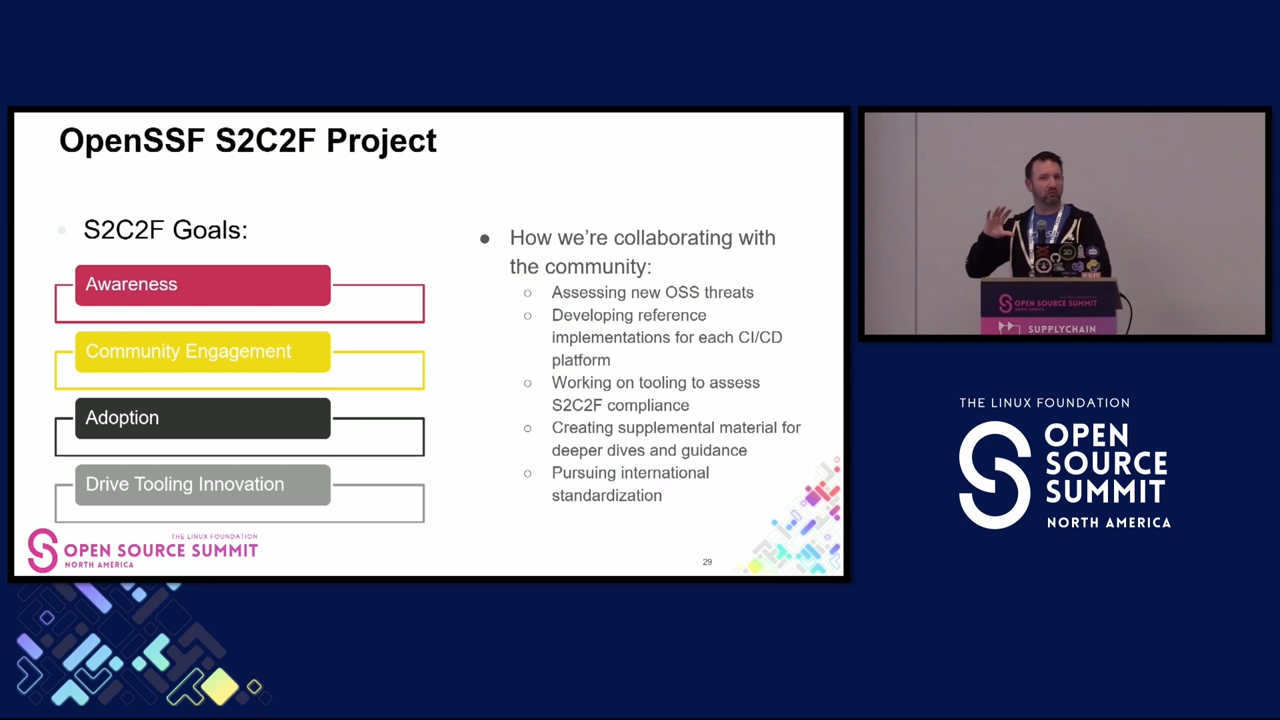 OpenSSF S2C2F Project
S2C2F Goals:
Awareness
Community Engagement
Adoption
Drive Tooling Innovation
How we're collaborating with
the community:
Assessing new OSS threats
Developing reference
implementations for each CI/CD
platform
Working on tooling to assess
S2C2F compliance
Creating supplemental material for
deeper dives and guidance
Pursuing international
standardization
THE LINUX FOUNDATION
OPEN SOURCE SUMMIT
NORTH AMERICA
29
OPEN SOURCE SUMMIT
NORTH AMERICA
SUPPLYCHAIN
THE LINUX FOUNDATION
OPEN
SOURCE
SUMMIT
NORTH AMERICA